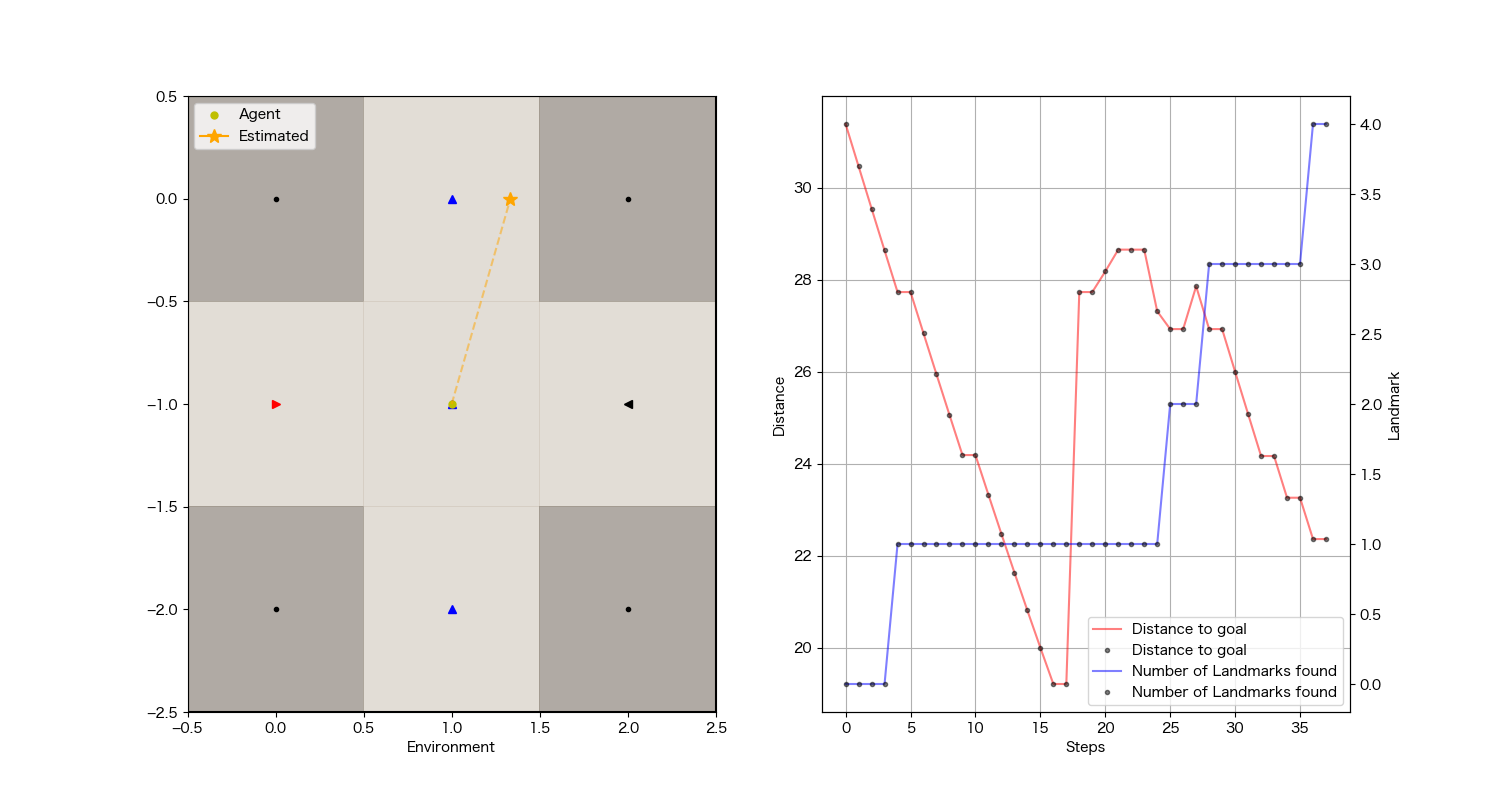 0.5
0.0
−0.5
−1.0
−1.5
−2.0
−2.5
Agent
Estimated
−0.5 0.0 0.5 1.0 1.5 2.0 2.5
Environment
30
28
26
24
22
20
Distance
4.0
3.5
3.0
2.5
2.0
1.5
1.0
0.5
0.0
Landmark
Distance to goal
Distance to goal
Number of Landmarks found
Number of Landmarks found
0 5 10 15 20 25 30 35
Steps